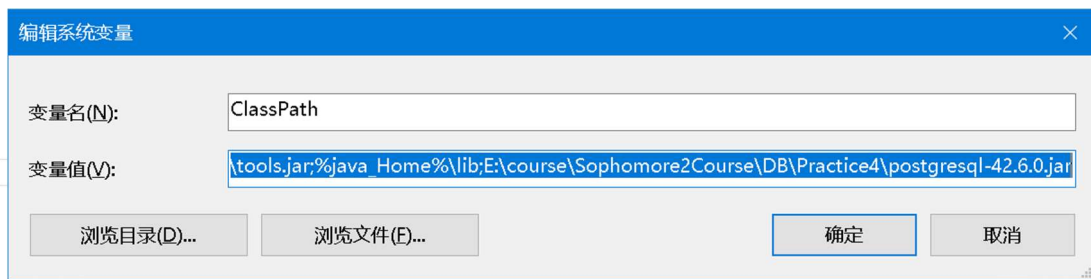 编辑系统变量
变量名(N):
ClassPath
变量值(V):
\tools.jar;%java_Home%\lib;E:\course\Sophomore2Course\DB\Practice4\postgresql-42.6.0.jar
浏览目录(D)...
浏览文件(F)...
确定
取消